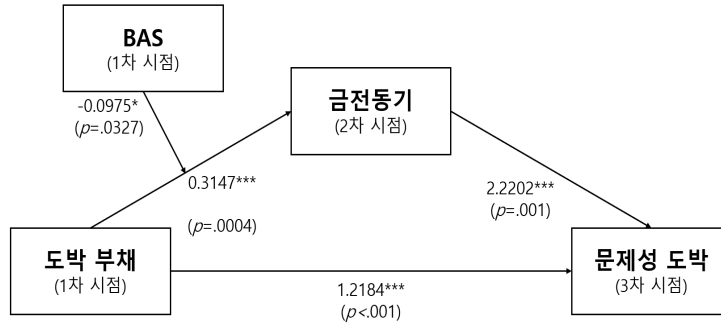 BAS
(1차 시점)
-0.0975*
(p=.0327)
금전동기
(2차 시점)
0.3147***
(p=.0004)
2.2202***
(p=.001)
도박 부채
(1차 시점)
문제성 도박
(3차 시점)
1.2184***
(p<.001)